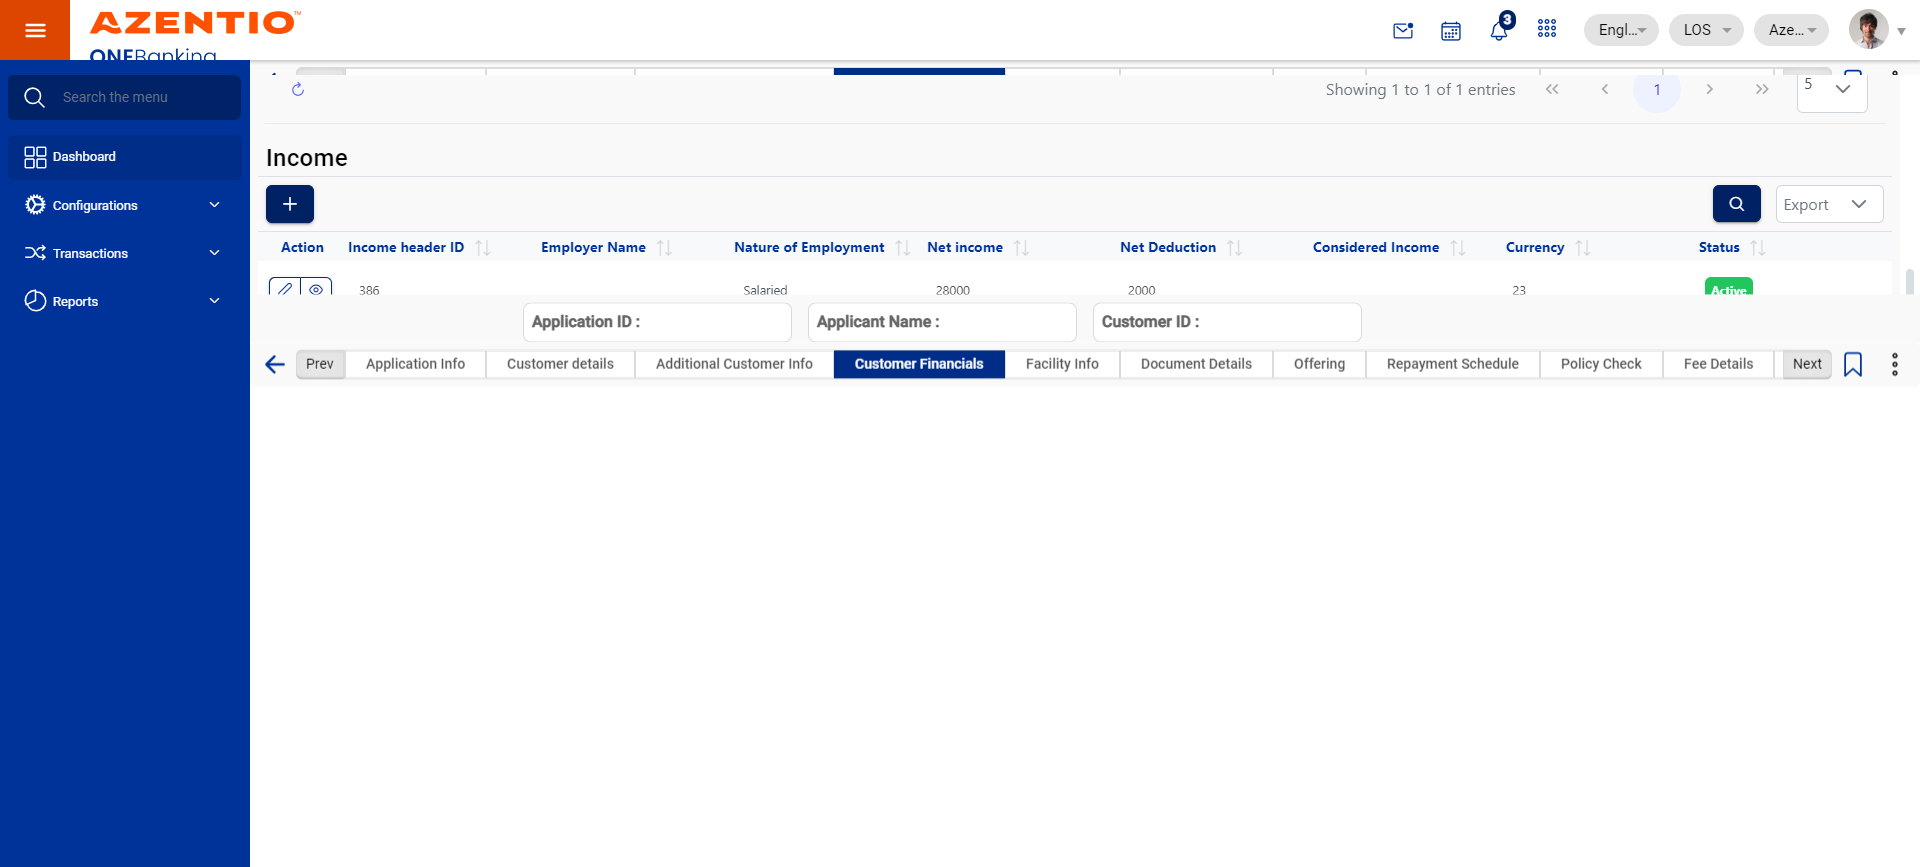 AZENTIO™
ONEBanking
3
Engl...
LOS
Aze...
Search the menu
Dashboard
Configurations
Transactions
Reports
Showing 1 to 1 of 1 entries
1
5
Income
Export
Action Income header ID Employer Name Nature of Employment Net income Net Deduction Considered Income Currency Status
386 Salaried 28000 2000 23 Active
Application ID :
Applicant Name :
Customer ID :
Prev Application Info Customer details Additional Customer Info Customer Financials Facility Info Document Details Offering Repayment Schedule Policy Check Fee Details Next